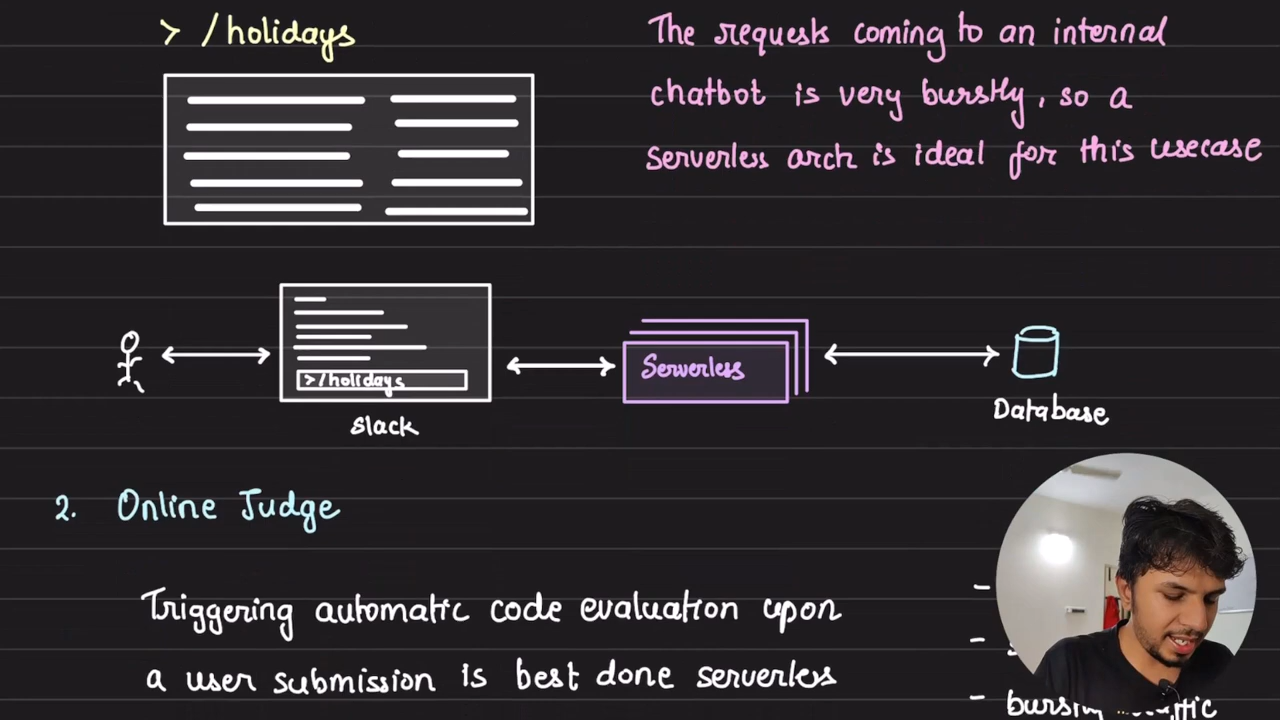 > /holidays
The requests coming to an internal
chatbot is very burstly, so a
serverless arch is ideal for this usecase
>/holidays
Slack
Serverless
Database
2. Online Judge
Triggering automatic code evaluation upon
a user submission is best done serverless
-
-
-